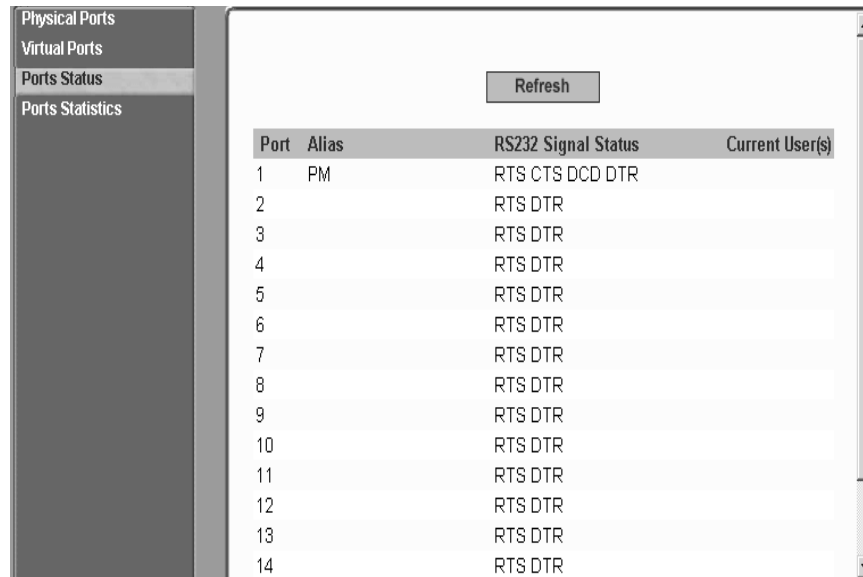 Physical Ports
Virtual Ports
Ports Status
Ports Statistics
Refresh
Port Alias RS232 Signal Status Current User(s)
1 PM RTS CTS DCD DTR
2 RTS DTR
3 RTS DTR
4 RTS DTR
5 RTS DTR
6 RTS DTR
7 RTS DTR
8 RTS DTR
9 RTS DTR
10 RTS DTR
11 RTS DTR
12 RTS DTR
13 RTS DTR
14 RTS DTR